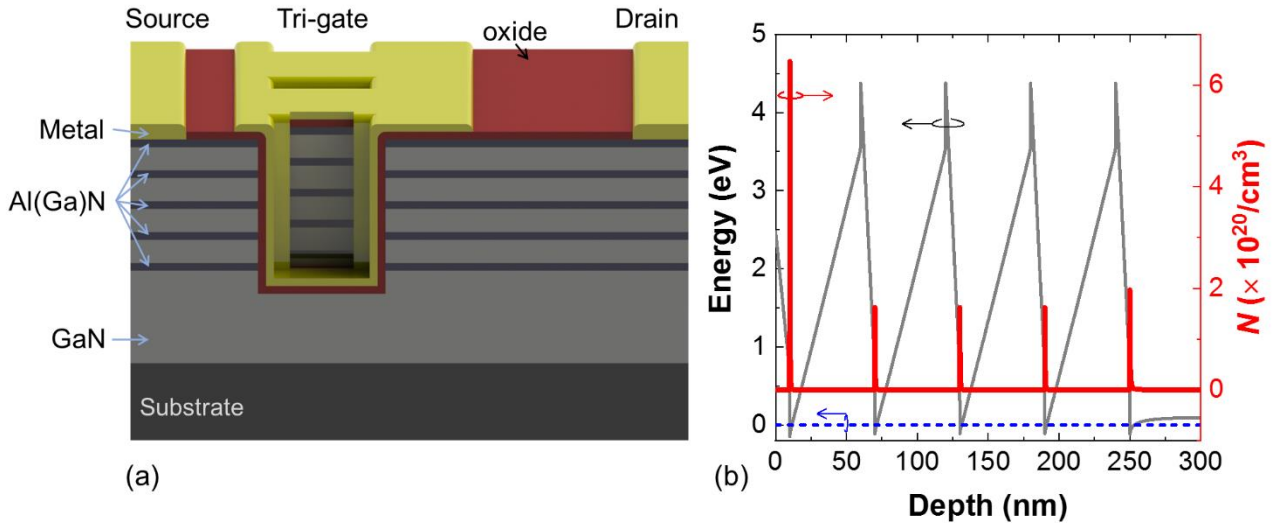 Source Tri-gate Drain
oxide
Metal
Al(Ga)N
GaN
Substrate
(a)
5
4
3
2
1
0
Energy (eV)
6
4
2
0
N (× 10²⁰/cm³)
0 50 100 150 200 250 300
Depth (nm)
(b)